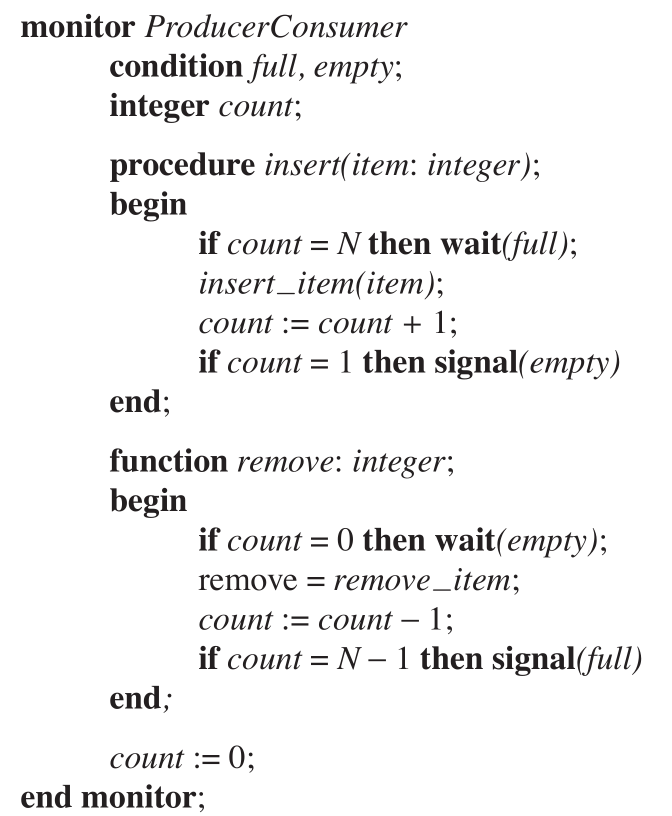 monitor ProducerConsumer
condition full, empty;
integer count;
procedure insert(item: integer);
begin
if count = N then wait(full);
insert_item(item);
count := count + 1;
if count = 1 then signal(empty)
end;
function remove: integer;
begin
if count = 0 then wait(empty);
remove = remove_item;
count := count − 1;
if count = N − 1 then signal(full)
end;
count := 0;
end monitor;